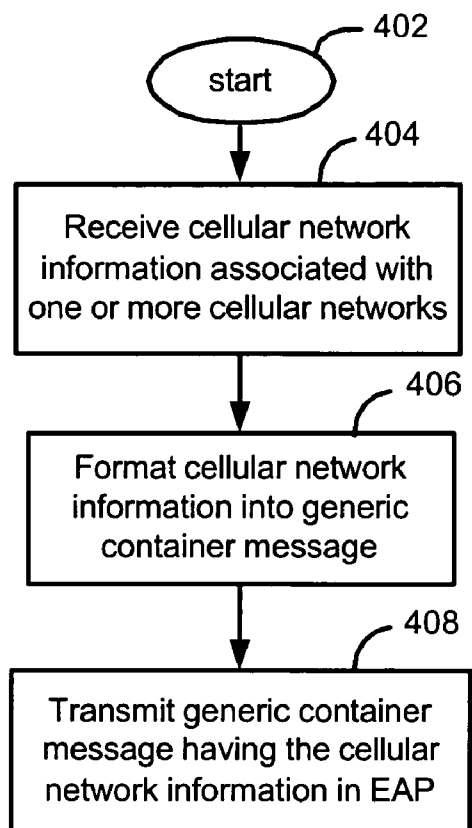 402
start
404
Receive cellular network
information associated with
one or more cellular networks
406
Format cellular network
information into generic
container message
408
Transmit generic container
message having the cellular
network information in EAP